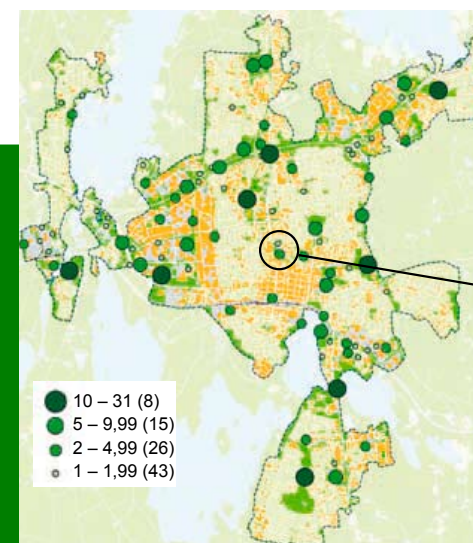 10 – 31 (8)
5 – 9,99 (15)
2 – 4,99 (26)
1 – 1,99 (43)